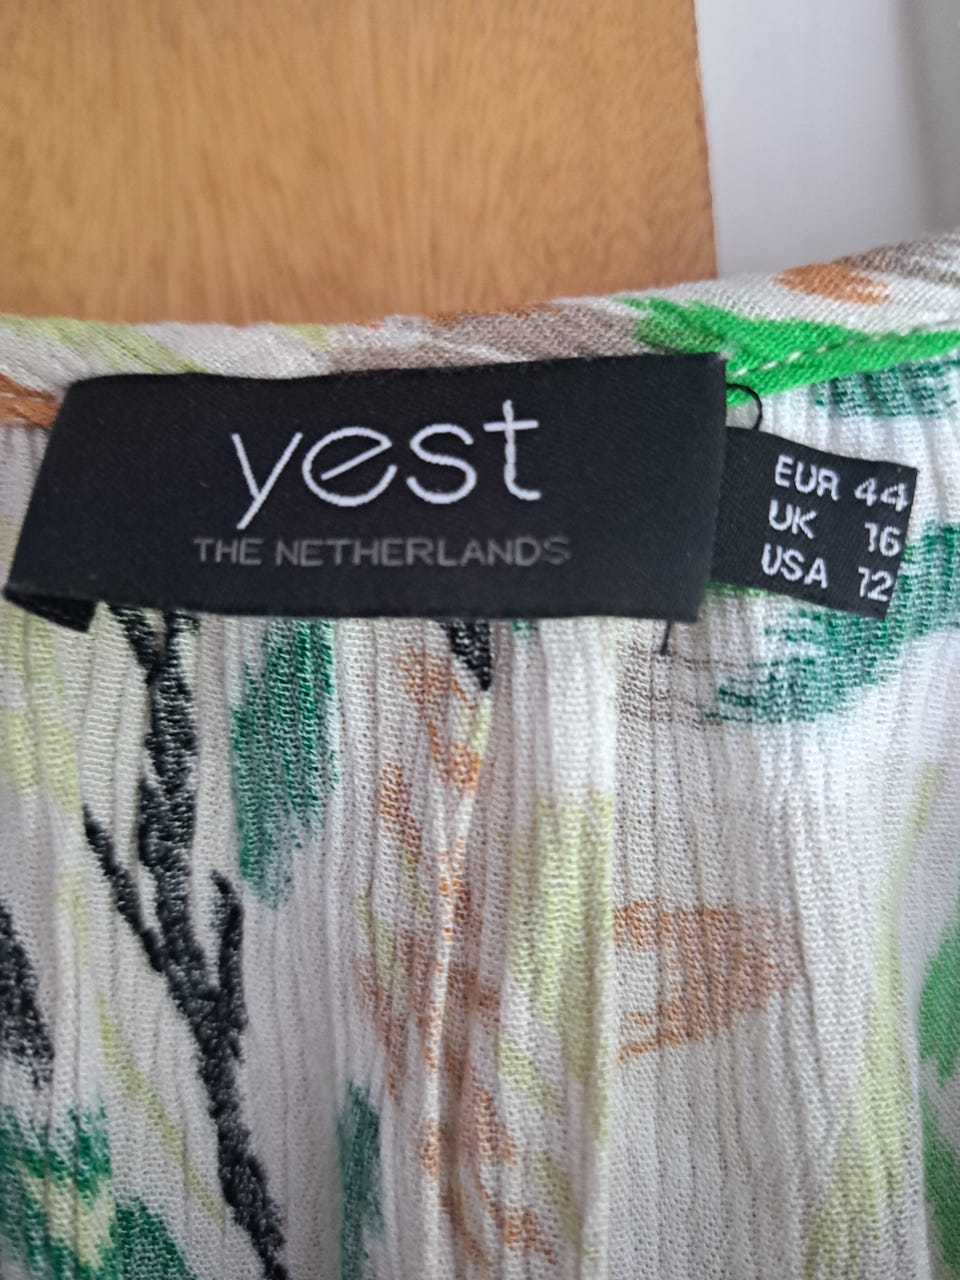 yest
THE NETHERLANDS
EUR 44
UK 16
USA 12